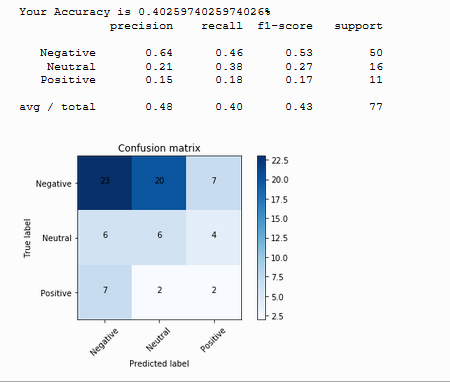 Your Accuracy is 0.4025974025974026%
precision recall f1-score support
Negative 0.64 0.46 0.53 50
Neutral 0.21 0.38 0.27 16
Positive 0.15 0.18 0.17 11
avg / total 0.48 0.40 0.43 77
Confusion matrix
True label
Negative 23 20 7
Neutral 6 6 4
Positive 7 2 2
Negative Neutral Positive
Predicted label
22.5
20.0
17.5
15.0
12.5
10.0
7.5
5.0
2.5